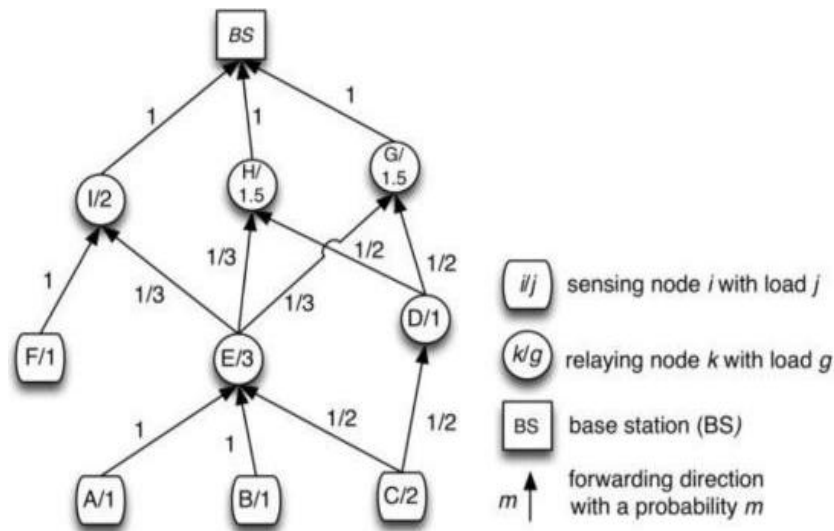 BS
1
1
1
I/2
H/
1.5
G/
1.5
1
1/3
1/3
1/3
1/2
1/2
F/1
E/3
D/1
1
1
1/2
1/2
A/1
B/1
C/2
i/j sensing node i with load j
k/g relaying node k with load g
BS base station (BS)
m forwarding direction
with a probability m